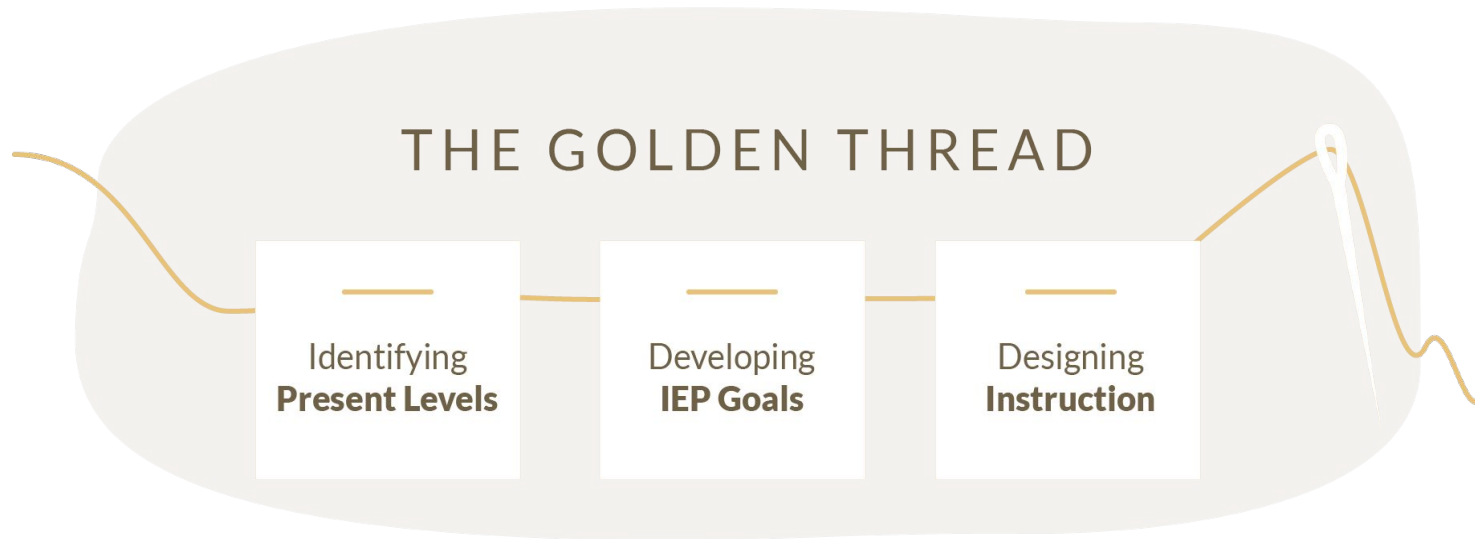 THE GOLDEN THREAD
Identifying
Present Levels
Developing
IEP Goals
Designing
Instruction